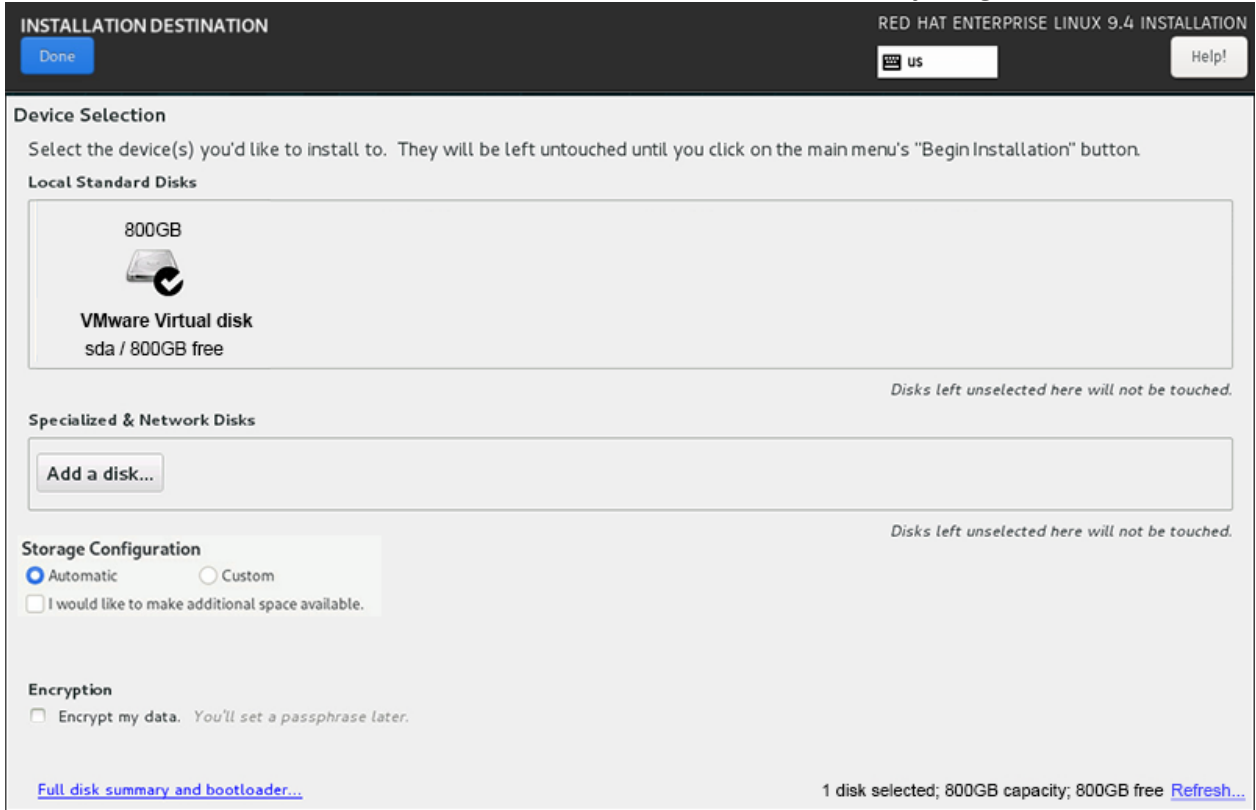 INSTALLATION DESTINATION
RED HAT ENTERPRISE LINUX 9.4 INSTALLATION
Done
us
Help!
Device Selection
Select the device(s) you'd like to install to. They will be left untouched until you click on the main menu's "Begin Installation" button.
Local Standard Disks
800GB
VMware Virtual disk
sda / 800GB free
Disks left unselected here will not be touched.
Specialized & Network Disks
Add a disk...
Disks left unselected here will not be touched.
Storage Configuration
Automatic Custom
I would like to make additional space available.
Encryption
Encrypt my data. You'll set a passphrase later.
Full disk summary and bootloader...
1 disk selected; 800GB capacity; 800GB free Refresh...